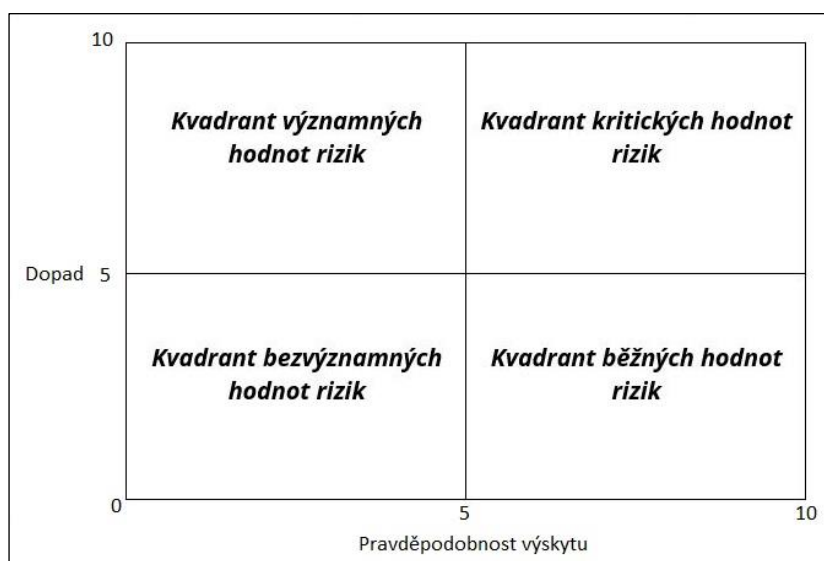 10
Kvadrant významných
hodnot rizik
Kvadrant kritických hodnot
rizik
Dopad 5
Kvadrant bezvýznamných
hodnot rizik
Kvadrant běžných hodnot
rizik
0
5
10
Pravděpodobnost výskytu